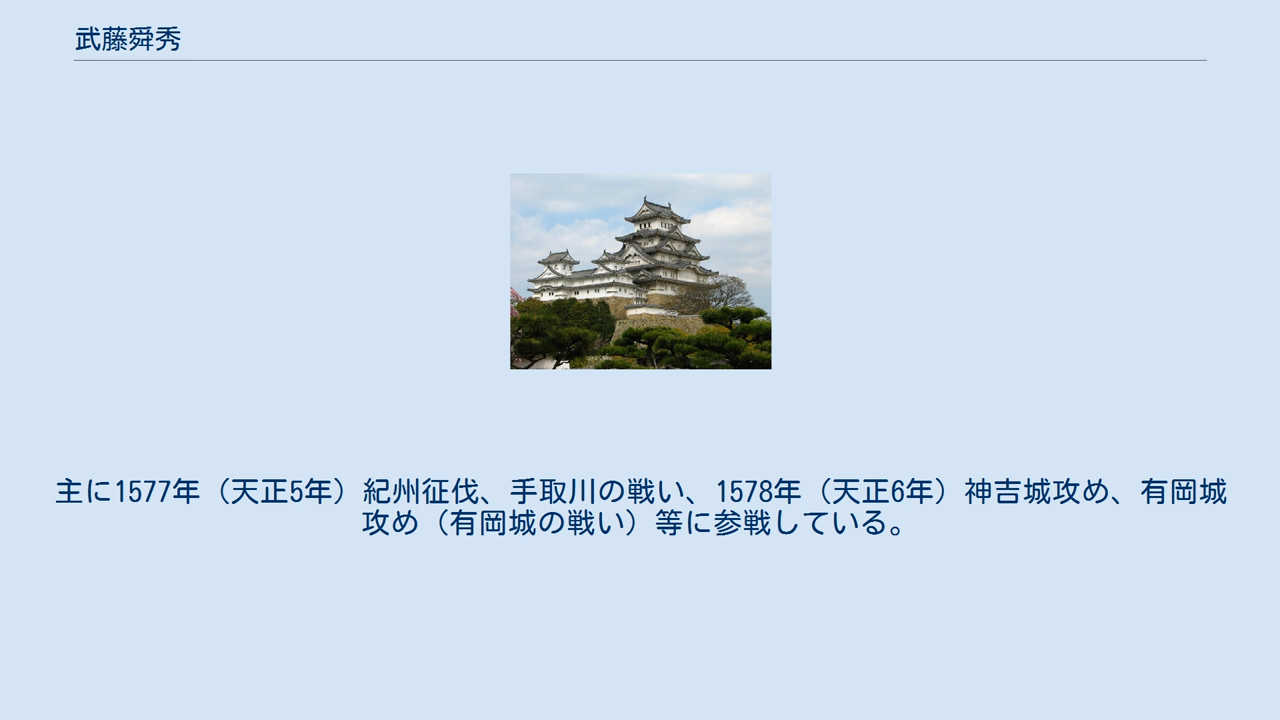 武藤舜秀
主に1577年（天正5年）紀州征伐、手取川の戦い、1578年（天正6年）神吉城攻め、有岡城
攻め（有岡城の戦い）等に参戦している。